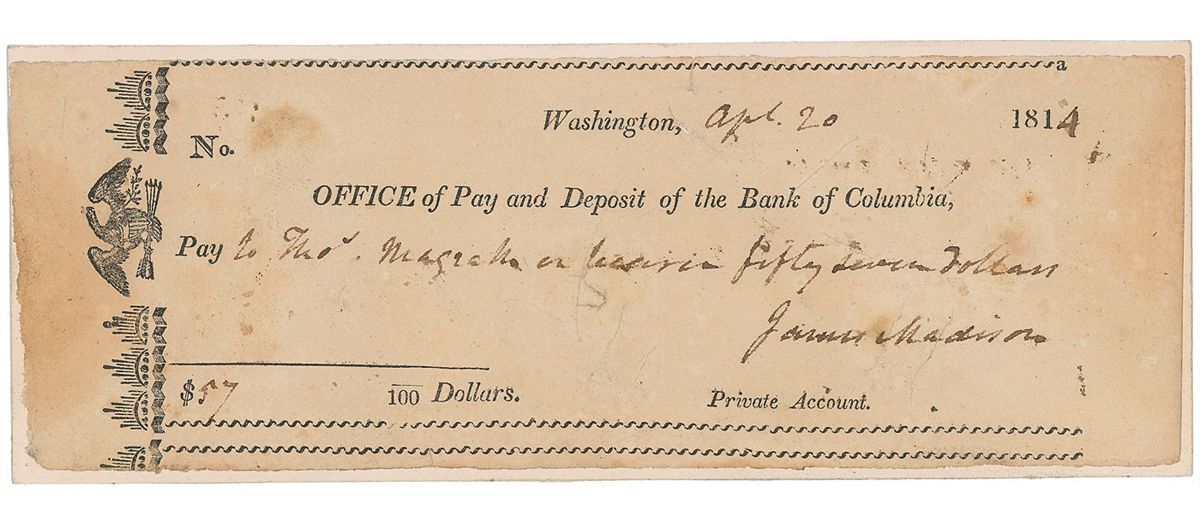 a
Washington, Apl. 20 1814
No.
OFFICE of Pay and Deposit of the Bank of Columbia,
Pay to Thos. Magrath or bearer fifty seven Dollars
James Madison
$57 100 Dollars. Private Account.